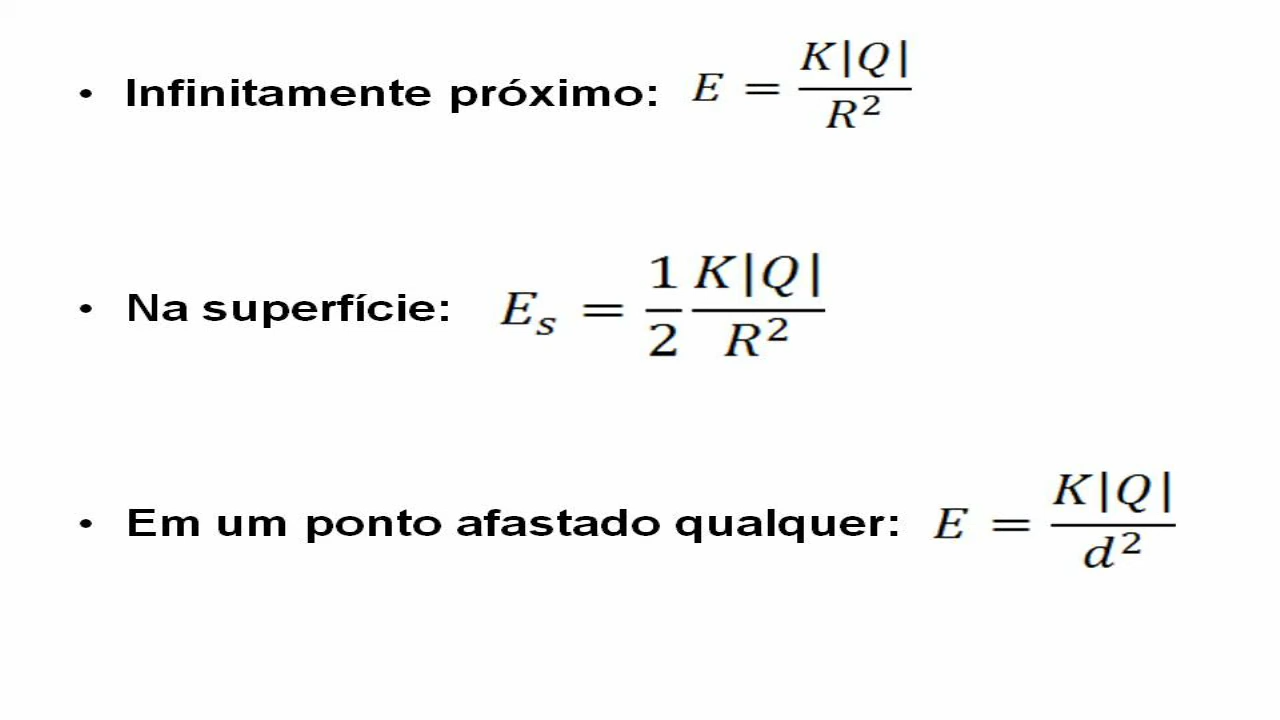 • Infinitamente próximo: E = K|Q| / R²
• Na superfície: Eₛ = 1/2 K|Q| / R²
• Em um ponto afastado qualquer: E = K|Q| / d²